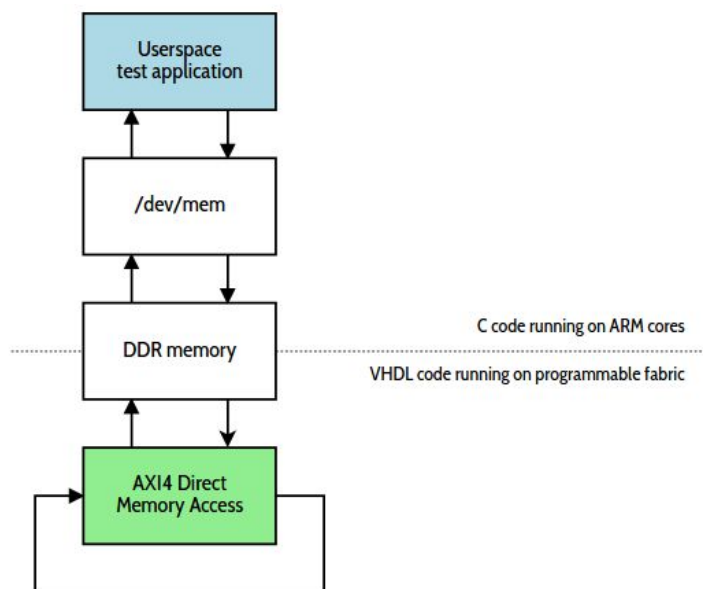 Userspace
test application
/dev/mem
C code running on ARM cores
DDR memory
VHDL code running on programmable fabric
AXI4 Direct
Memory Access